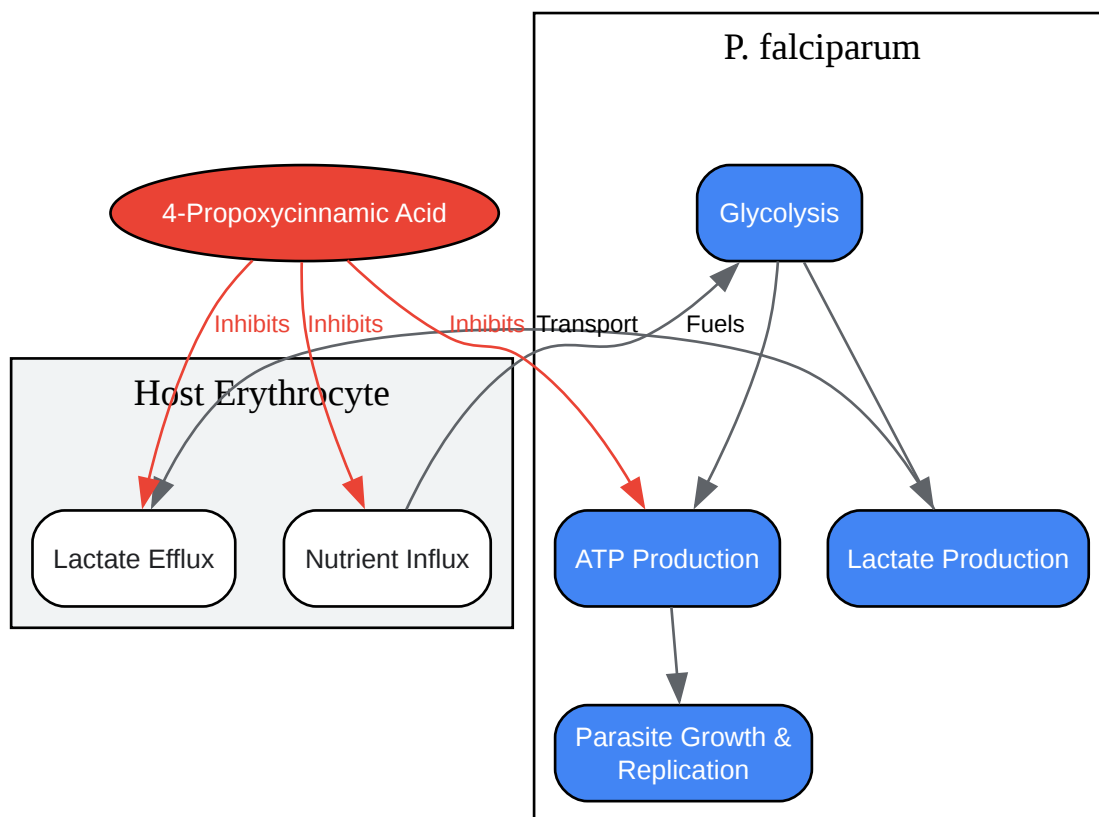 P. falciparum
4-Propoxycinnamic Acid
Glycolysis
Inhibits
Inhibits
Inhibits
Transport
Fuels
Host Erythrocyte
Lactate Efflux
Nutrient Influx
ATP Production
Lactate Production
Parasite Growth &
Replication